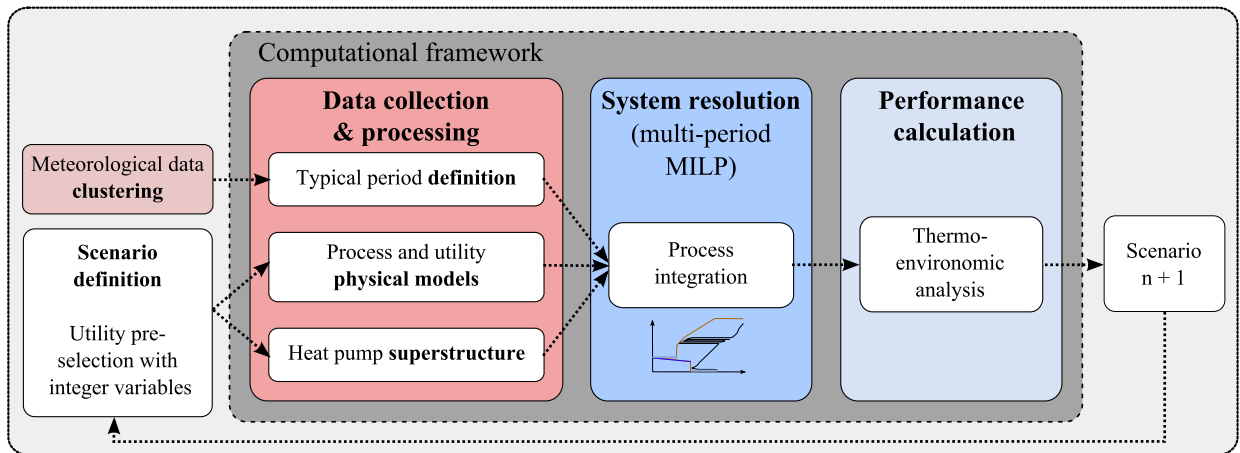 Computational framework
Meteorological data
clustering
Scenario
definition
Utility pre-
selection with
integer variables
Data collection
& processing
Typical period definition
Process and utility
physical models
Heat pump superstructure
System resolution
(multi-period
MILP)
Process
integration
Performance
calculation
Thermo-
environomic
analysis
Scenario
n + 1